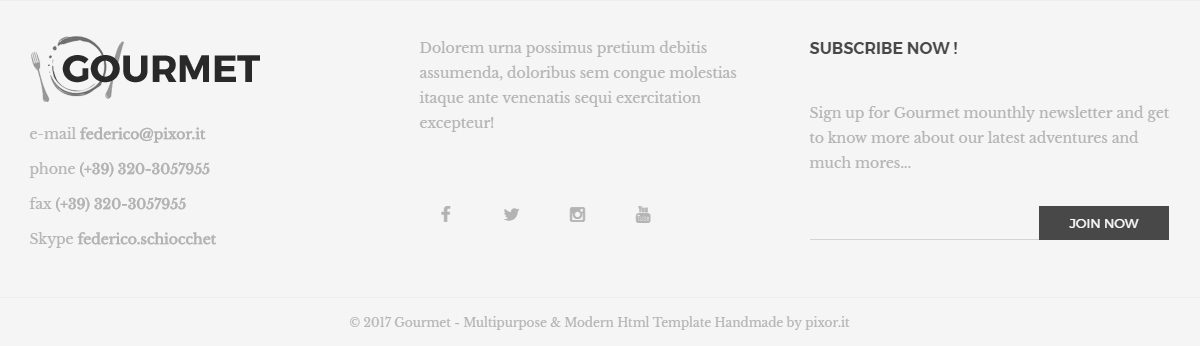 GOURMET
e-mail federico@pixor.it
phone (+39) 320-3057955
fax (+39) 320-3057955
Skype federico.schiocchet
Dolorem urna possimus pretium debitis
assumenda, doloribus sem congue molestias
itaque ante venenatis sequi exercitation
excepteur!
SUBSCRIBE NOW !
Sign up for Gourmet mounthly newsletter and get
to know more about our latest adventures and
much mores...
JOIN NOW
© 2017 Gourmet - Multipurpose & Modern Html Template Handmade by pixor.it